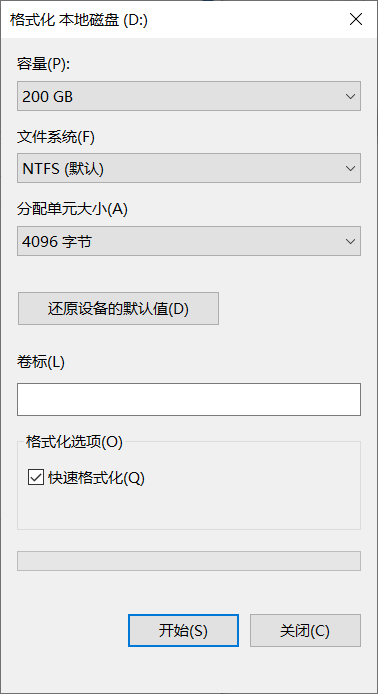 格式化 本地磁盘 (D:)
容量(P):
200 GB
文件系统(F)
NTFS (默认)
分配单元大小(A)
4096 字节
还原设备的默认值(D)
卷标(L)
格式化选项(O)
快速格式化(Q)
开始(S)
关闭(C)